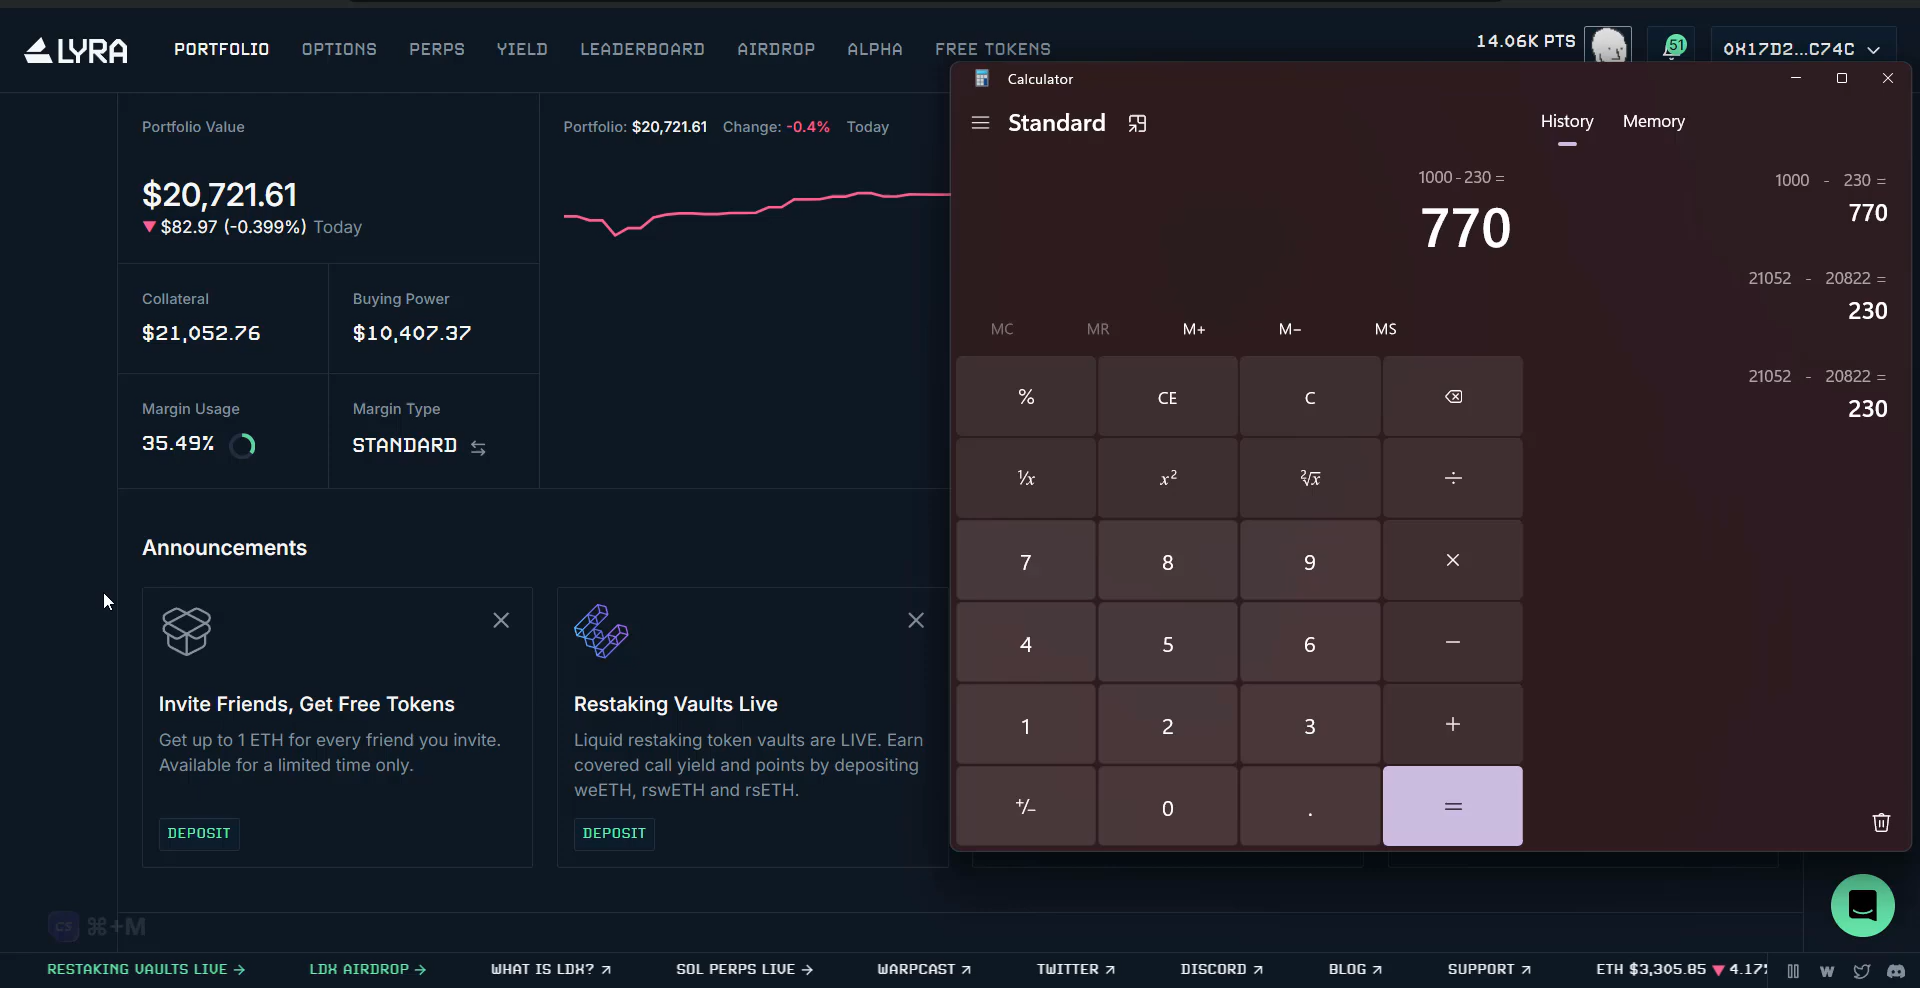 LYRA PORTFOLIO OPTIONS PERPS YIELD LEADERBOARD AIRDROP ALPHA FREE TOKENS 14.06K PTS 51 0X17D2...C74C
Portfolio Value
$20,721.61
$82.97 (-0.399%) Today
Portfolio: $20,721.61 Change: -0.4% Today
Collateral
$21,052.76
Buying Power
$10,407.37
Margin Usage
35.49%
Margin Type
STANDARD
Announcements
Invite Friends, Get Free Tokens
Get up to 1 ETH for every friend you invite.
Available for a limited time only.
DEPOSIT
Restaking Vaults Live
Liquid restaking token vaults are LIVE. Earn
covered call yield and points by depositing
weETH, rswETH and rsETH.
DEPOSIT
Calculator
Standard
1000 - 230 =
770
MC MR M+ M− MS
% CE C
⅟x x² ²√x ÷
7 8 9 ×
4 5 6 −
1 2 3 +
+/− 0 . =
History Memory
1000 - 230 =
770
21052 - 20822 =
230
21052 - 20822 =
230
CS ⌘+M
RESTAKING VAULTS LIVE → LDX AIRDROP → WHAT IS LDX? ↗ SOL PERPS LIVE → WARPCAST ↗ TWITTER ↗ DISCORD ↗ BLOG ↗ SUPPORT ↗ ETH $3,305.85 ▼ 4.17%